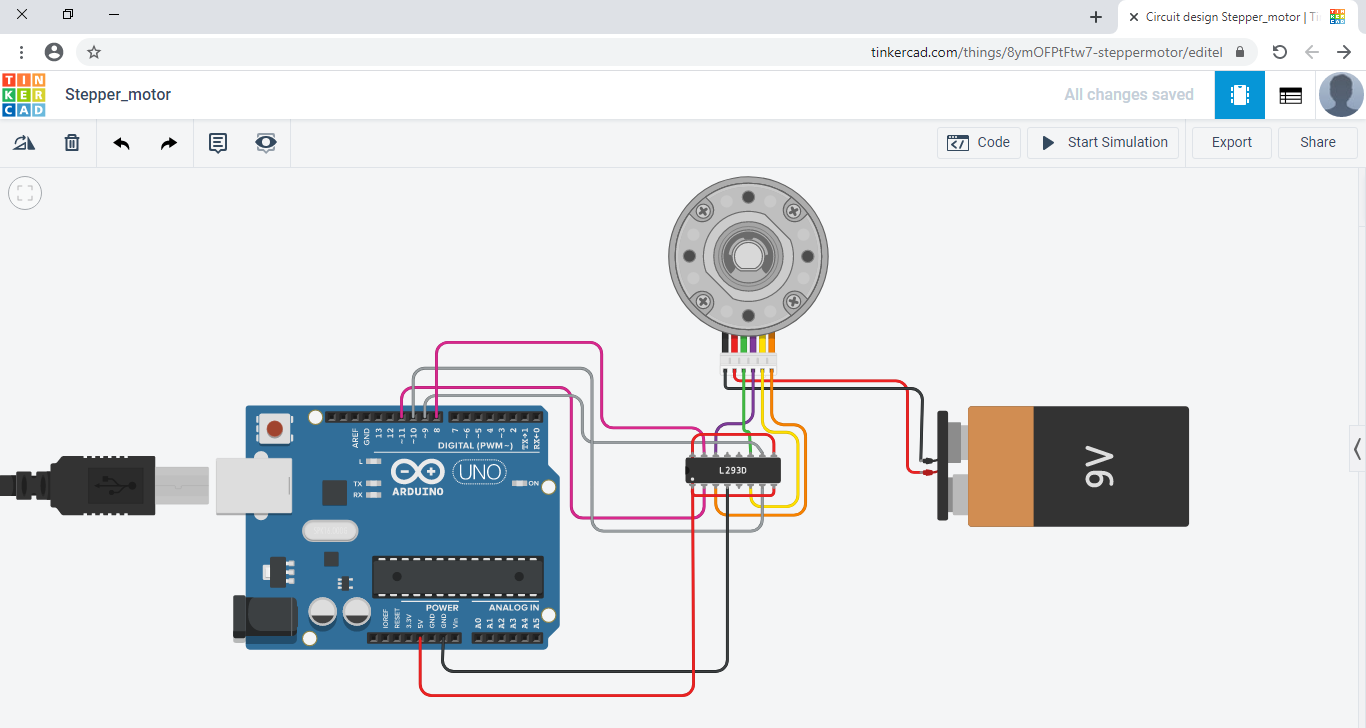 Circuit design Stepper_motor | Ti
tinkercad.com/things/8ymOFPtFtw7-steppermotor/editel
TIN
KER
CAD
Stepper_motor
All changes saved
Code
Start Simulation
Export
Share
AREF
GND
13
12
~11
~10
~9
8
7
~6
~5
4
~3
2
TX→1
RX←0
DIGITAL (PWM~)
L
TX
RX
UNO
ARDUINO
ON
L293D
9V
POWER
ANALOG IN
IOREF
RESET
3.3V
5V
GND
GND
Vin
A0
A1
A2
A3
A4
A5